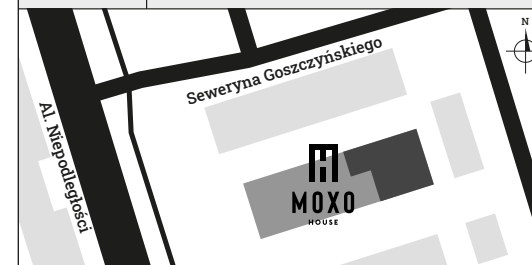 N
Seweryna Goszczyńskiego
Al. Niepodległości
MOXO
HOUSE